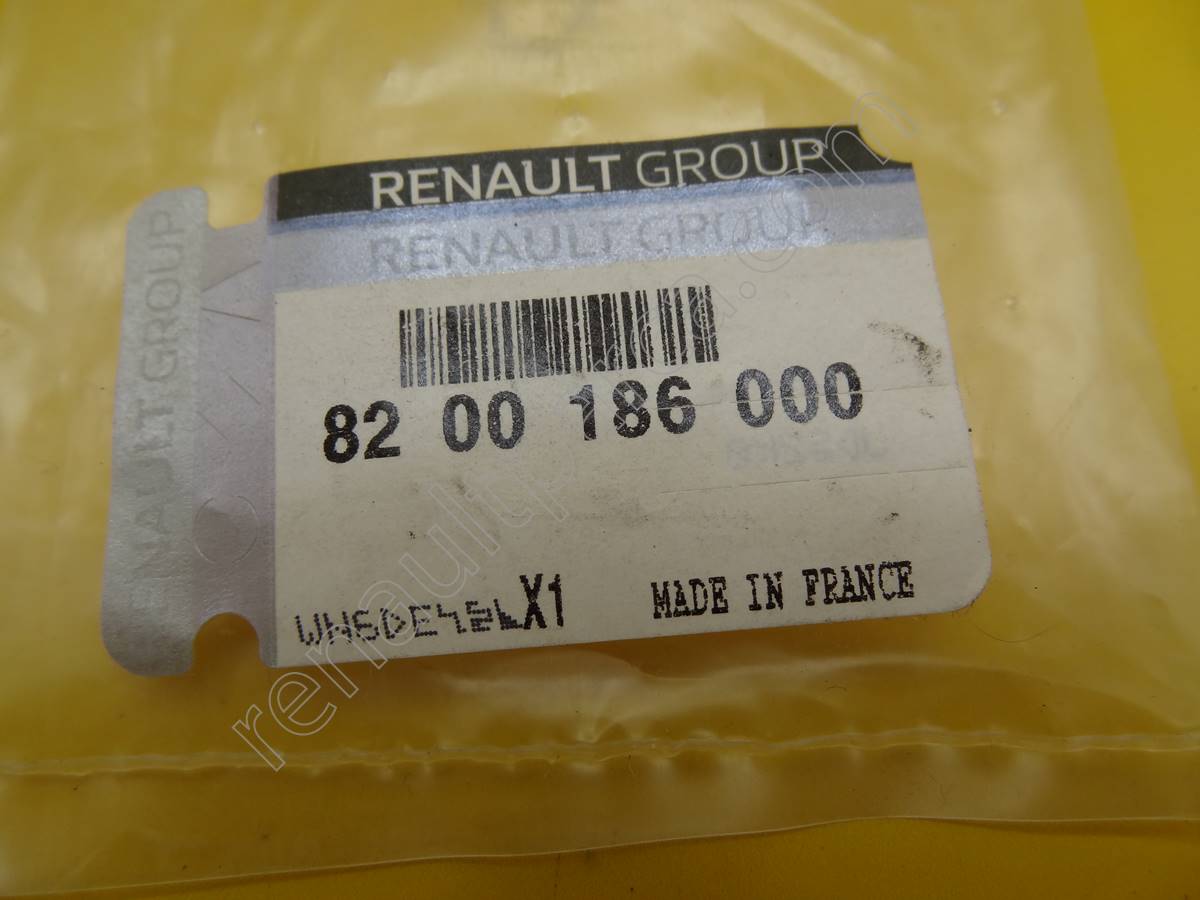 RENAULT GROUP
RENAULT GROUP
RENAULT GROUP
82 00 186 000
X1 MADE IN FRANCE